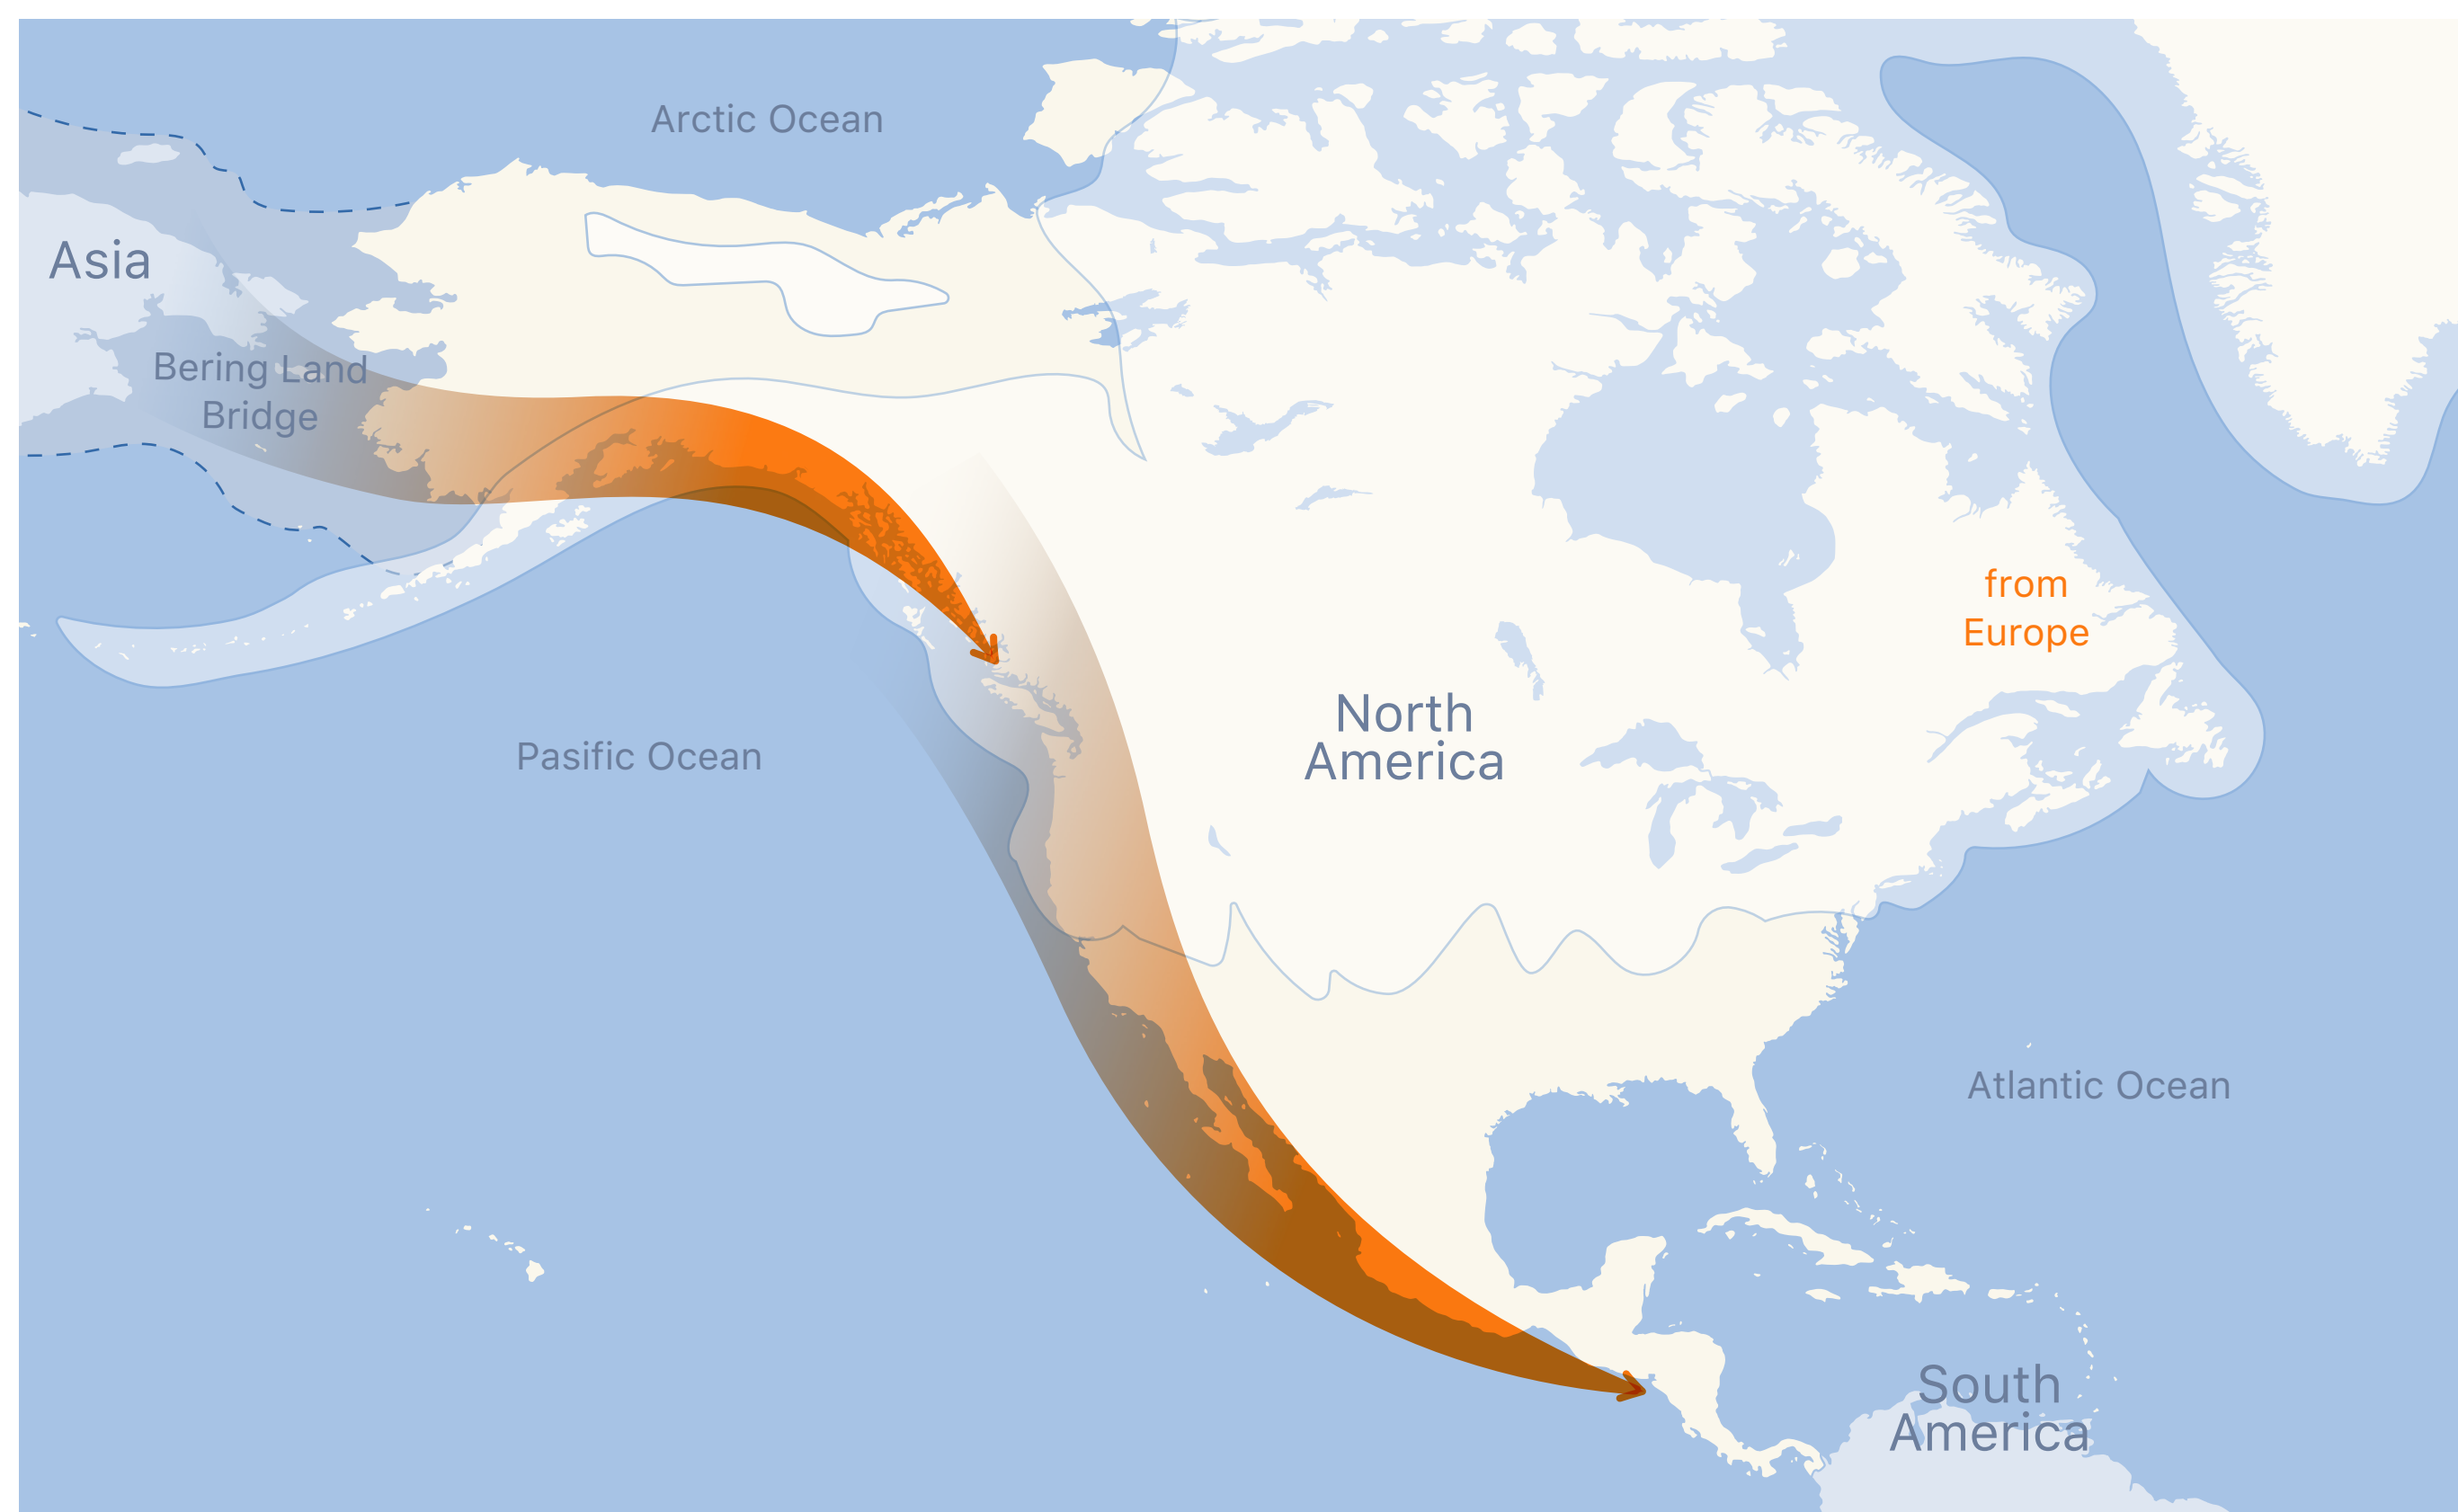 Arctic Ocean
Asia
Bering Land
Bridge
from
Europe
North
America
Pasific Ocean
Atlantic Ocean
South
America